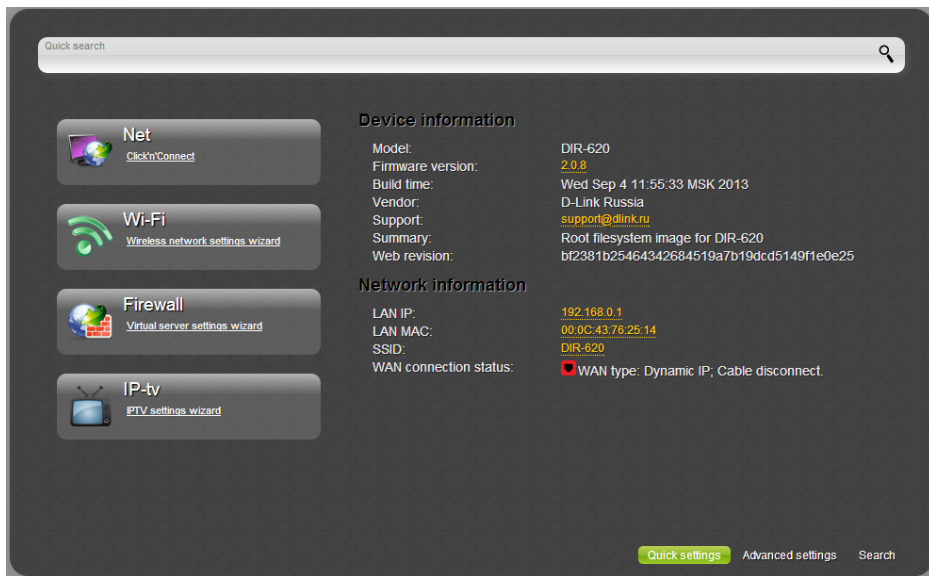 Quick search
Net
Click'n'Connect
Wi-Fi
Wireless network settings wizard
Firewall
Virtual server settings wizard
IP-tv
IPTV settings wizard
Device information
Model: DIR-620
Firmware version: 2.0.8
Build time: Wed Sep 4 11:55:33 MSK 2013
Vendor: D-Link Russia
Support: support@dlink.ru
Summary: Root filesystem image for DIR-620
Web revision: bf2381b25464342684519a7b19dcd5149f1e0e25
Network information
LAN IP: 192.168.0.1
LAN MAC: 00:0C:43:76:25:14
SSID: DIR-620
WAN connection status: WAN type: Dynamic IP; Cable disconnect.
Quick settings Advanced settings Search